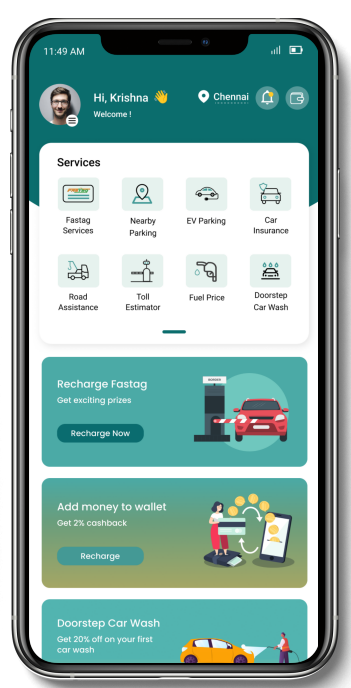 11:49 AM
Hi, Krishna 👋
Chennai
Welcome !
Services
Fastag
Services
Nearby
Parking
EV Parking
Car
Insurance
Road
Assistance
Toll
Estimator
Fuel Price
Doorstep
Car Wash
Recharge Fastag
Get exciting prizes
Recharge Now
Add money to wallet
Get 2% cashback
Recharge
Doorstep Car Wash
Get 20% off on your first
car wash